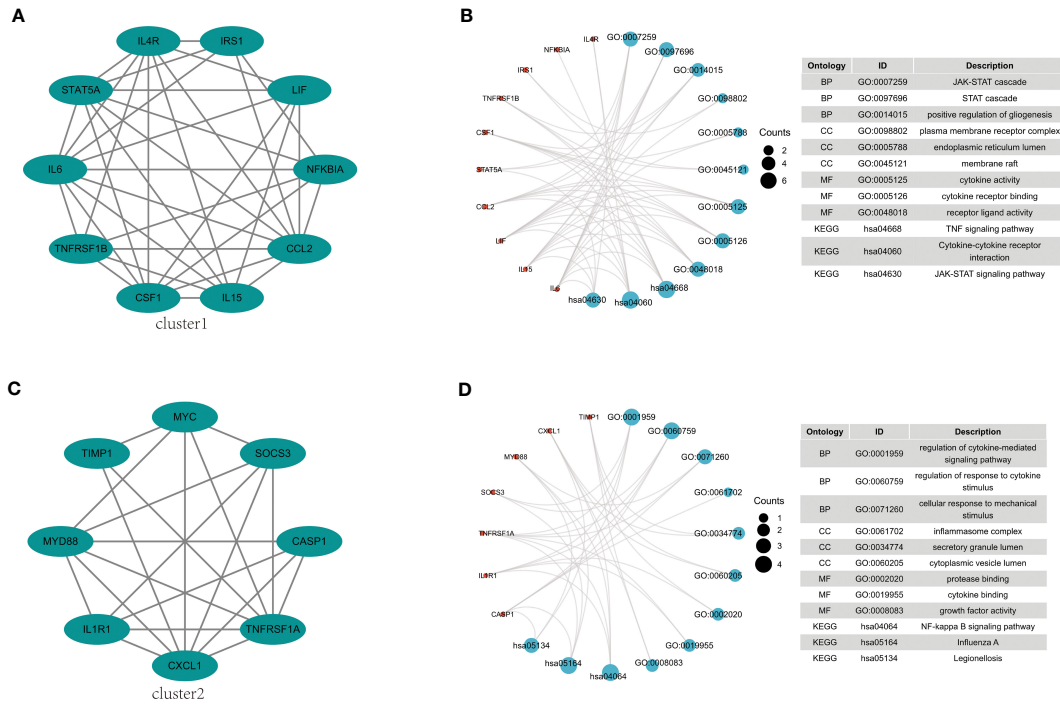 A
IL4R
IRS1
STAT5A
LIF
IL6
NFKBIA
TNFRSF1B
CCL2
CSF1
IL15
cluster1
B
IL4R
GO:0007259
NFKBIA
GO:0097696
IRS1
GO:0014015
TNFRSF1B
GO:0098802
CSF1
GO:0005788
STAT5A
GO:0045121
CCL2
GO:0005125
LIF
GO:0005126
IL15
GO:0048018
IL6
hsa04630
hsa04060
hsa04668
Counts
2
4
6
Ontology ID Description
BP GO:0007259 JAK-STAT cascade
BP GO:0097696 STAT cascade
BP GO:0014015 positive regulation of gliogenesis
CC GO:0098802 plasma membrane receptor complex
CC GO:0005788 endoplasmic reticulum lumen
CC GO:0045121 membrane raft
MF GO:0005125 cytokine activity
MF GO:0005126 cytokine receptor binding
MF GO:0048018 receptor ligand activity
KEGG hsa04668 TNF signaling pathway
KEGG hsa04060 Cytokine-cytokine receptor
interaction
KEGG hsa04630 JAK-STAT signaling pathway
C
MYC
TIMP1
SOCS3
MYD88
CASP1
IL1R1
TNFRSF1A
CXCL1
cluster2
D
TIMP1
GO:0001959
CXCL1
GO:0060759
MYD88
GO:0071260
SOCS3
GO:0061702
TNFRSF1A
GO:0034774
IL1R1
GO:0060205
CASP1
GO:0002020
hsa05134
GO:0019955
hsa05164
GO:0008083
hsa04064
Counts
1
2
3
4
Ontology ID Description
BP GO:0001959 regulation of cytokine-mediated
signaling pathway
BP GO:0060759 regulation of response to cytokine
stimulus
BP GO:0071260 cellular response to mechanical
stimulus
CC GO:0061702 inflammasome complex
CC GO:0034774 secretory granule lumen
CC GO:0060205 cytoplasmic vesicle lumen
MF GO:0002020 protease binding
MF GO:0019955 cytokine binding
MF GO:0008083 growth factor activity
KEGG hsa04064 NF-kappa B signaling pathway
KEGG hsa05164 Influenza A
KEGG hsa05134 Legionellosis